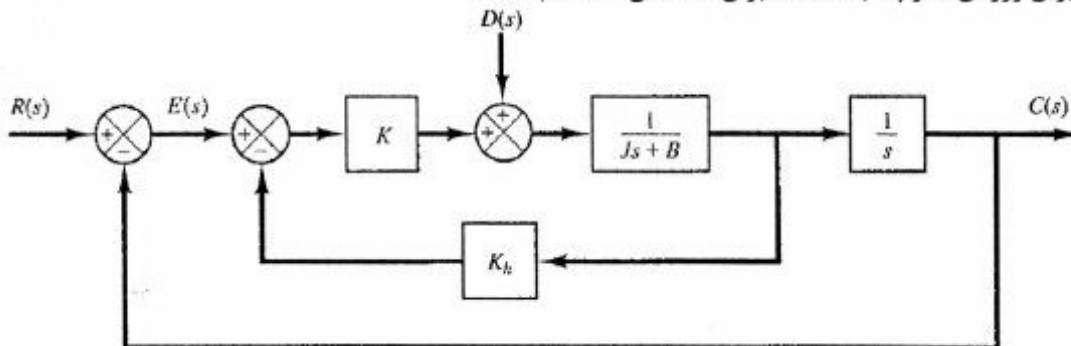 D(s)
R(s)
E(s)
C(s)
+
−
+
−
K
+
+
1
Js + B
1
s
K_h